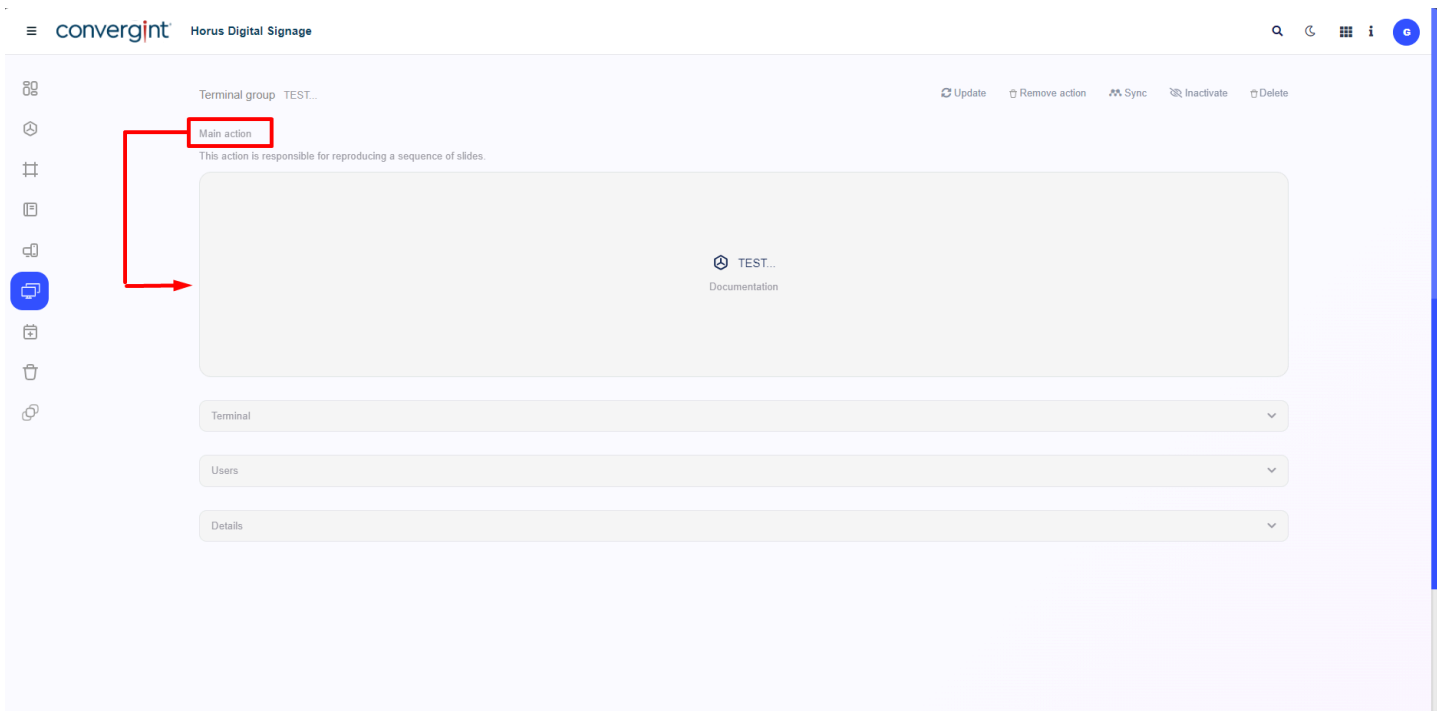 convergint
Horus Digital Signage
i
G
Terminal group TEST...
Update
Remove action
Sync
Inactivate
Delete
Main action
This action is responsible for reproducing a sequence of slides.
TEST...
Documentation
Terminal
Users
Details